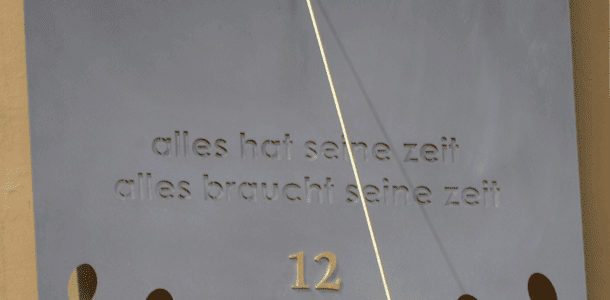 alles hat seine zeit
alles braucht seine zeit
12